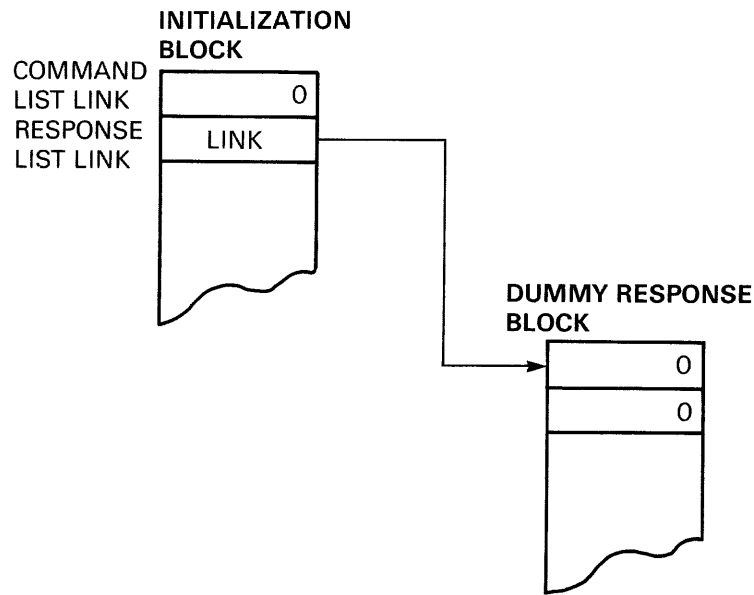 INITIALIZATION
BLOCK
COMMAND
LIST LINK
0
RESPONSE
LIST LINK
LINK
DUMMY RESPONSE
BLOCK
0
0